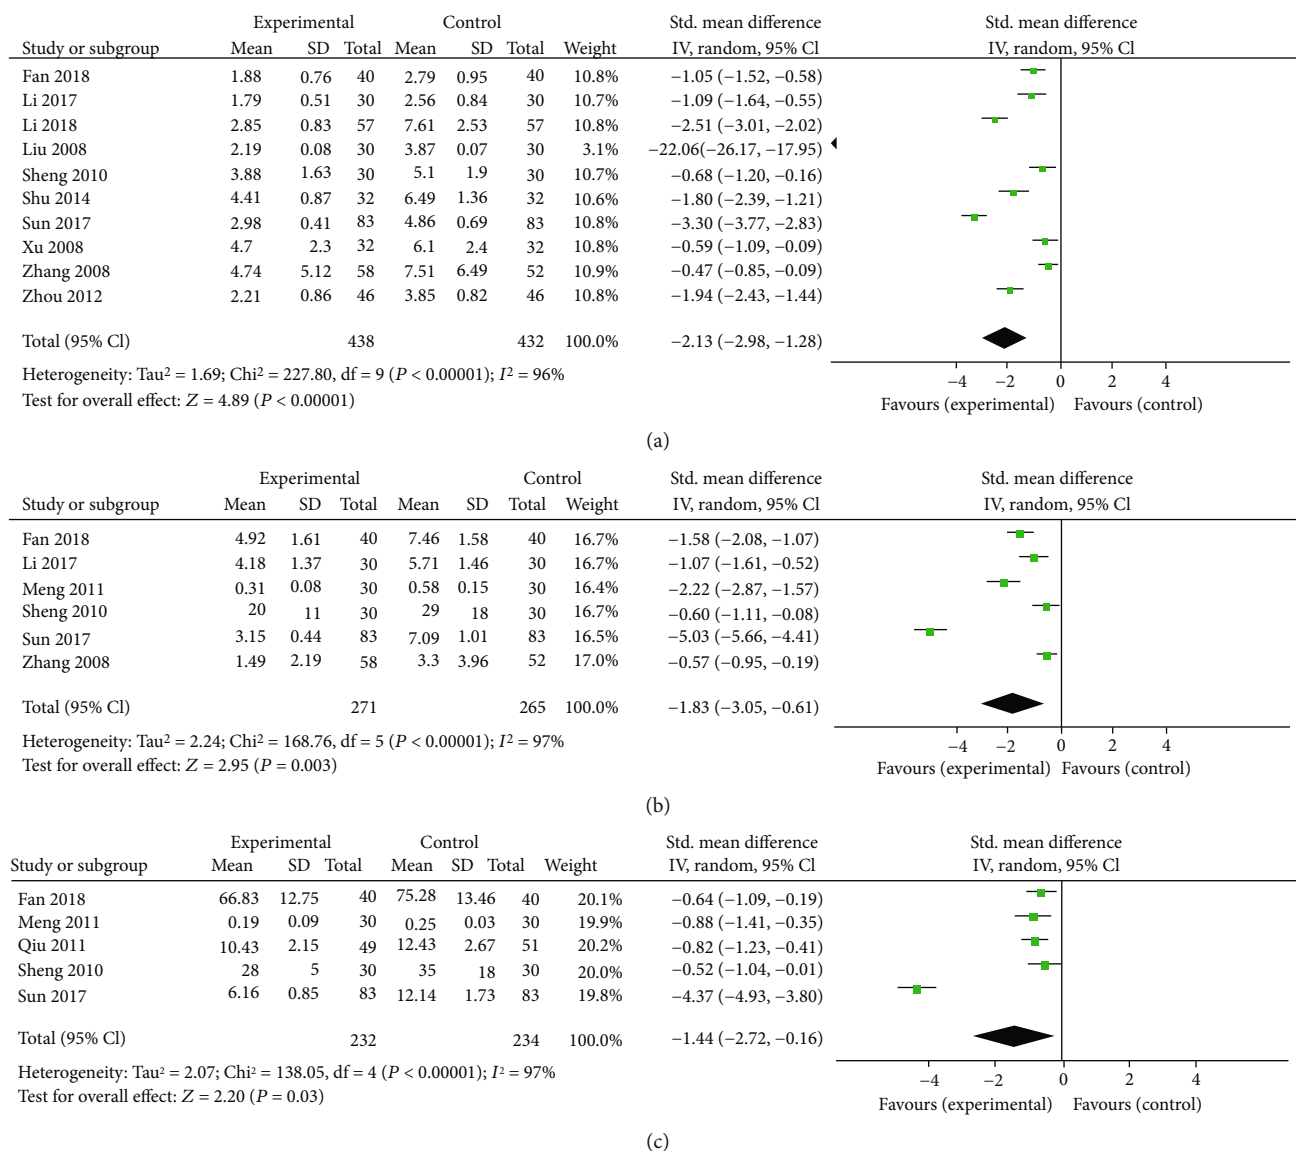 Experimental Control Std. mean difference Std. mean difference
Study or subgroup Mean SD Total Mean SD Total Weight IV, random, 95% CI IV, random, 95% CI
Fan 2018 1.88 0.76 40 2.79 0.95 40 10.8% −1.05 (−1.52, −0.58)
Li 2017 1.79 0.51 30 2.56 0.84 30 10.7% −1.09 (−1.64, −0.55)
Li 2018 2.85 0.83 57 7.61 2.53 57 10.8% −2.51 (−3.01, −2.02)
Liu 2008 2.19 0.08 30 3.87 0.07 30 3.1% −22.06(−26.17, −17.95)
Sheng 2010 3.88 1.63 30 5.1 1.9 30 10.7% −0.68 (−1.20, −0.16)
Shu 2014 4.41 0.87 32 6.49 1.36 32 10.6% −1.80 (−2.39, −1.21)
Sun 2017 2.98 0.41 83 4.86 0.69 83 10.8% −3.30 (−3.77, −2.83)
Xu 2008 4.7 2.3 32 6.1 2.4 32 10.8% −0.59 (−1.09, −0.09)
Zhang 2008 4.74 5.12 58 7.51 6.49 52 10.9% −0.47 (−0.85, −0.09)
Zhou 2012 2.21 0.86 46 3.85 0.82 46 10.8% −1.94 (−2.43, −1.44)
Total (95% CI) 438 432 100.0% −2.13 (−2.98, −1.28)
Heterogeneity: Tau² = 1.69; Chi² = 227.80, df = 9 (P < 0.00001); I² = 96%
−4 −2 0 2 4
Test for overall effect: Z = 4.89 (P < 0.00001)
Favours (experimental) Favours (control)
(a)
Experimental Control Std. mean difference Std. mean difference
Study or subgroup Mean SD Total Mean SD Total Weight IV, random, 95% CI IV, random, 95% CI
Fan 2018 4.92 1.61 40 7.46 1.58 40 16.7% −1.58 (−2.08, −1.07)
Li 2017 4.18 1.37 30 5.71 1.46 30 16.7% −1.07 (−1.61, −0.52)
Meng 2011 0.31 0.08 30 0.58 0.15 30 16.4% −2.22 (−2.87, −1.57)
Sheng 2010 20 11 30 29 18 30 16.7% −0.60 (−1.11, −0.08)
Sun 2017 3.15 0.44 83 7.09 1.01 83 16.5% −5.03 (−5.66, −4.41)
Zhang 2008 1.49 2.19 58 3.3 3.96 52 17.0% −0.57 (−0.95, −0.19)
Total (95% CI) 271 265 100.0% −1.83 (−3.05, −0.61)
Heterogeneity: Tau² = 2.24; Chi² = 168.76, df = 5 (P < 0.00001); I² = 97%
−4 −2 0 2 4
Test for overall effect: Z = 2.95 (P = 0.003)
Favours (experimental) Favours (control)
(b)
Experimental Control Std. mean difference Std. mean difference
Study or subgroup Mean SD Total Mean SD Total Weight IV, random, 95% CI IV, random, 95% CI
Fan 2018 66.83 12.75 40 75.28 13.46 40 20.1% −0.64 (−1.09, −0.19)
Meng 2011 0.19 0.09 30 0.25 0.03 30 19.9% −0.88 (−1.41, −0.35)
Qiu 2011 10.43 2.15 49 12.43 2.67 51 20.2% −0.82 (−1.23, −0.41)
Sheng 2010 28 5 30 35 18 30 20.0% −0.52 (−1.04, −0.01)
Sun 2017 6.16 0.85 83 12.14 1.73 83 19.8% −4.37 (−4.93, −3.80)
Total (95% CI) 232 234 100.0% −1.44 (−2.72, −0.16)
Heterogeneity: Tau² = 2.07; Chi² = 138.05, df = 4 (P < 0.00001); I² = 97%
−4 −2 0 2 4
Test for overall effect: Z = 2.20 (P = 0.03)
Favours (experimental) Favours (control)
(c)